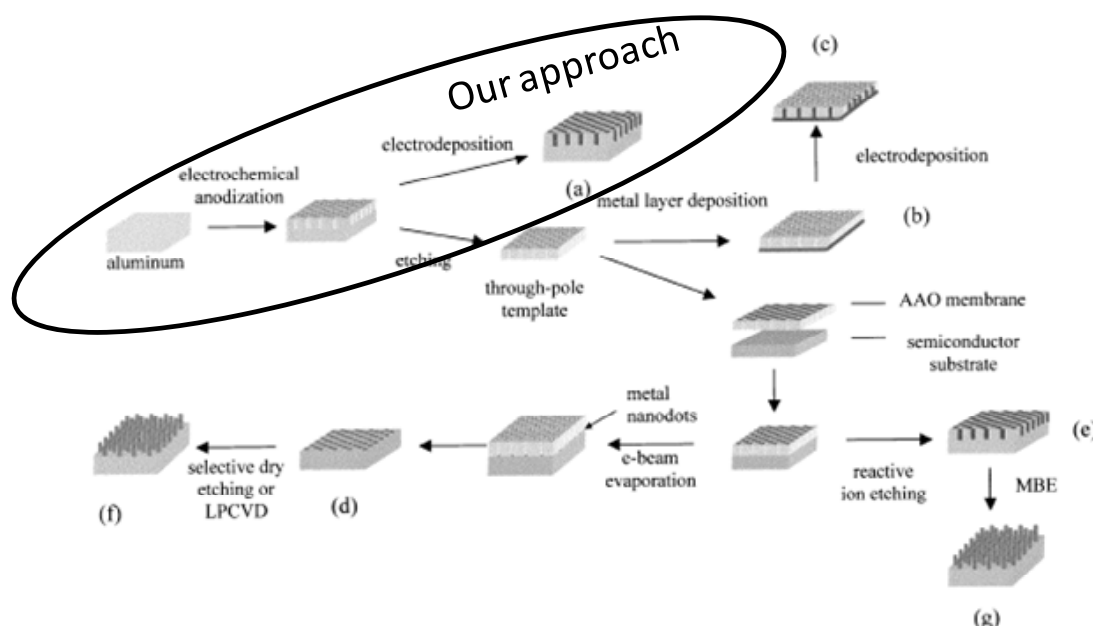 Our approach
(c)
electrodeposition
electrochemical
anodization
(a)
electrodeposition
metal layer deposition
(b)
aluminum
etching
through-pole
template
AAO membrane
semiconductor
substrate
metal
nanodots
(e)
selective dry
etching or
LPCVD
e-beam
evaporation
reactive
ion etching
MBE
(f)
(d)
(g)